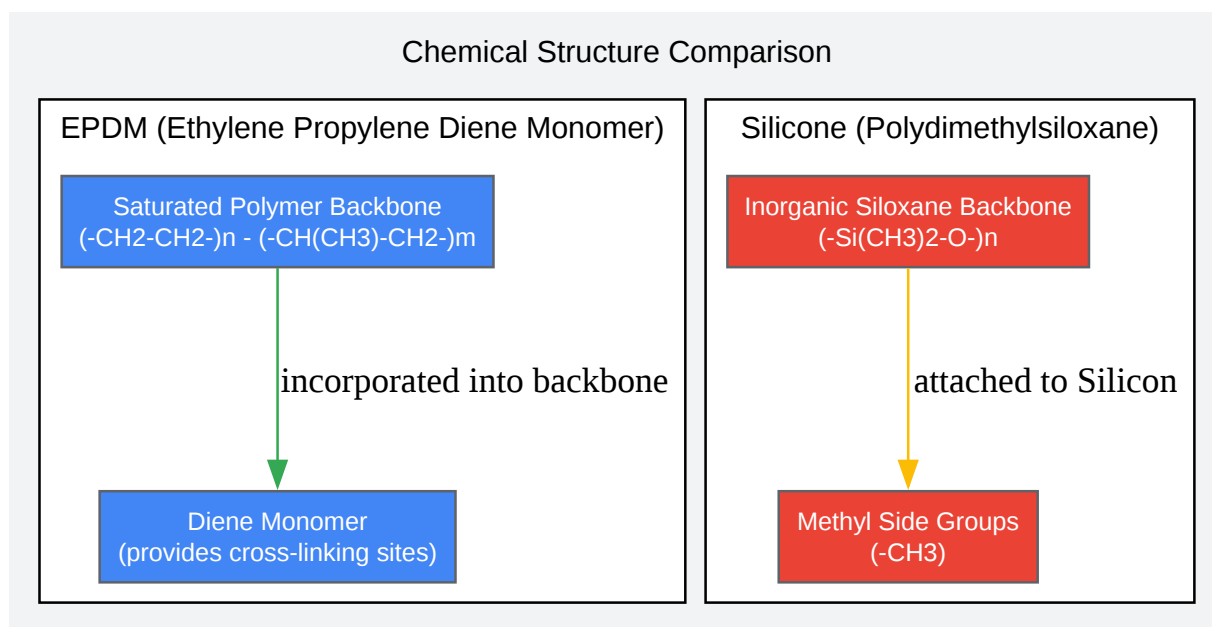 Chemical Structure Comparison
EPDM (Ethylene Propylene Diene Monomer)
Saturated Polymer Backbone
(-CH2-CH2-)n - (-CH(CH3)-CH2-)m
incorporated into backbone
Diene Monomer
(provides cross-linking sites)
Silicone (Polydimethylsiloxane)
Inorganic Siloxane Backbone
(-Si(CH3)2-O-)n
attached to Silicon
Methyl Side Groups
(-CH3)